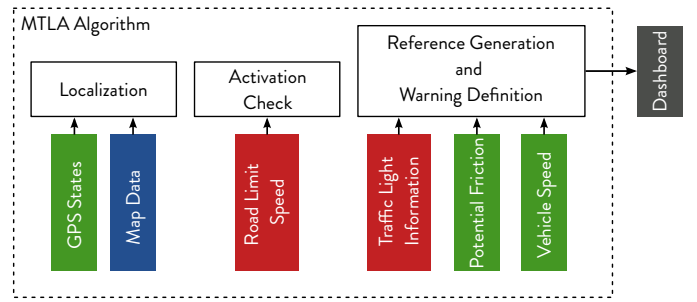 MTLA Algorithm
Localization
Activation
Check
Reference Generation
and
Warning Definition
Dashboard
GPS States
Map Data
Road Limit
Speed
Traffic Light
Information
Potential Friction
Vehicle Speed